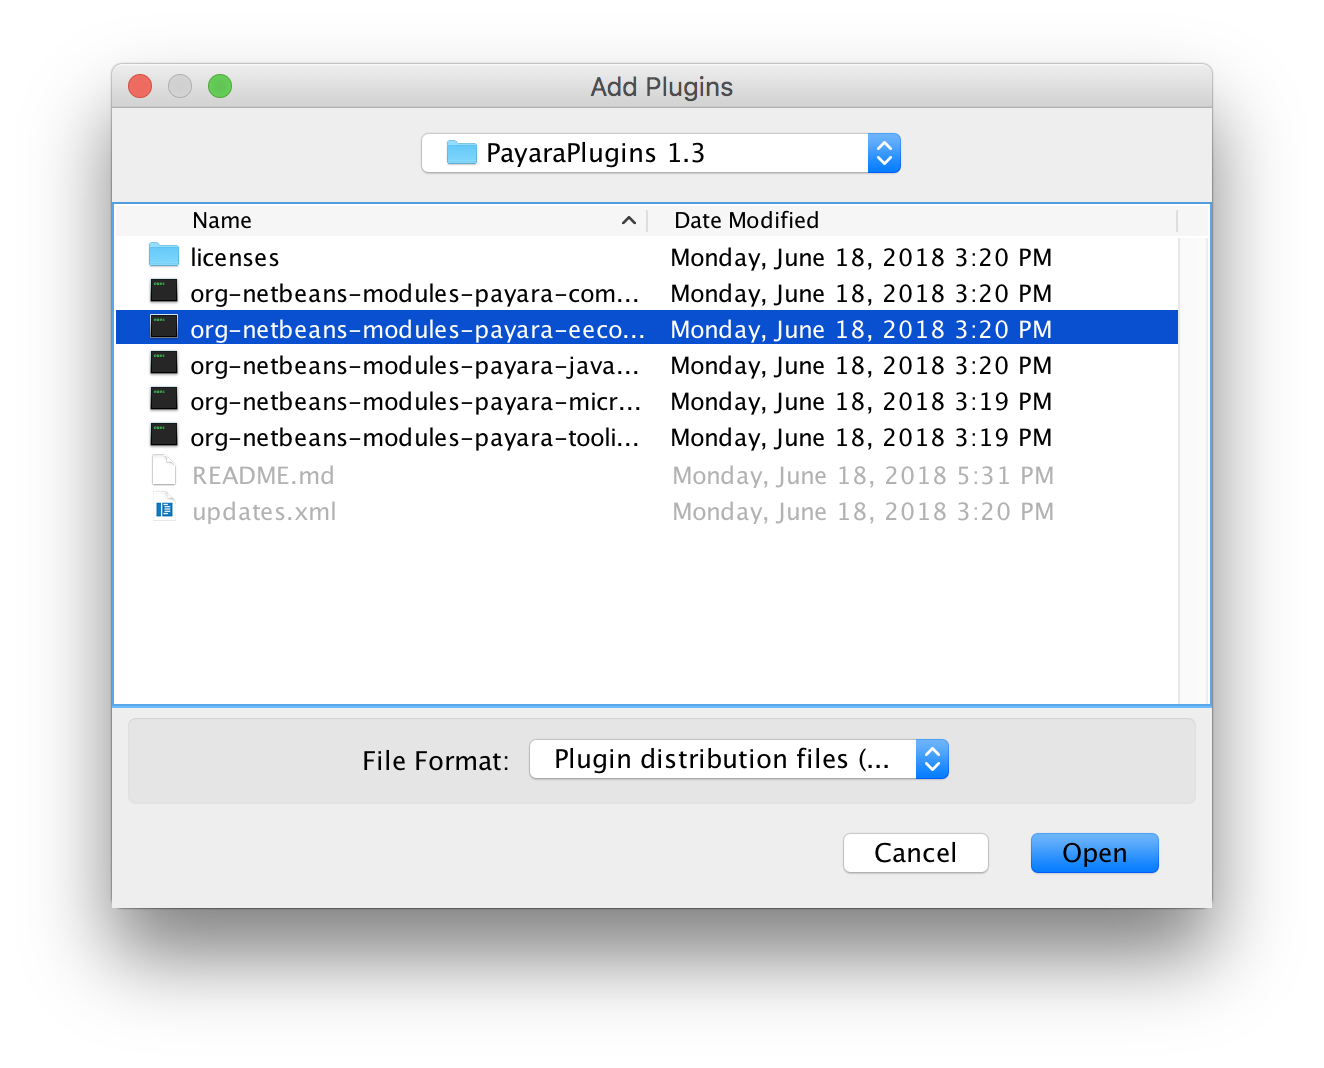 Add Plugins
PayaraPlugins 1.3
Name Date Modified
licenses Monday, June 18, 2018 3:20 PM
org-netbeans-modules-payara-com... Monday, June 18, 2018 3:20 PM
org-netbeans-modules-payara-eeco... Monday, June 18, 2018 3:20 PM
org-netbeans-modules-payara-java... Monday, June 18, 2018 3:20 PM
org-netbeans-modules-payara-micr... Monday, June 18, 2018 3:19 PM
org-netbeans-modules-payara-tooli... Monday, June 18, 2018 3:19 PM
README.md Monday, June 18, 2018 5:31 PM
updates.xml Monday, June 18, 2018 3:20 PM
File Format: Plugin distribution files (...
Cancel Open